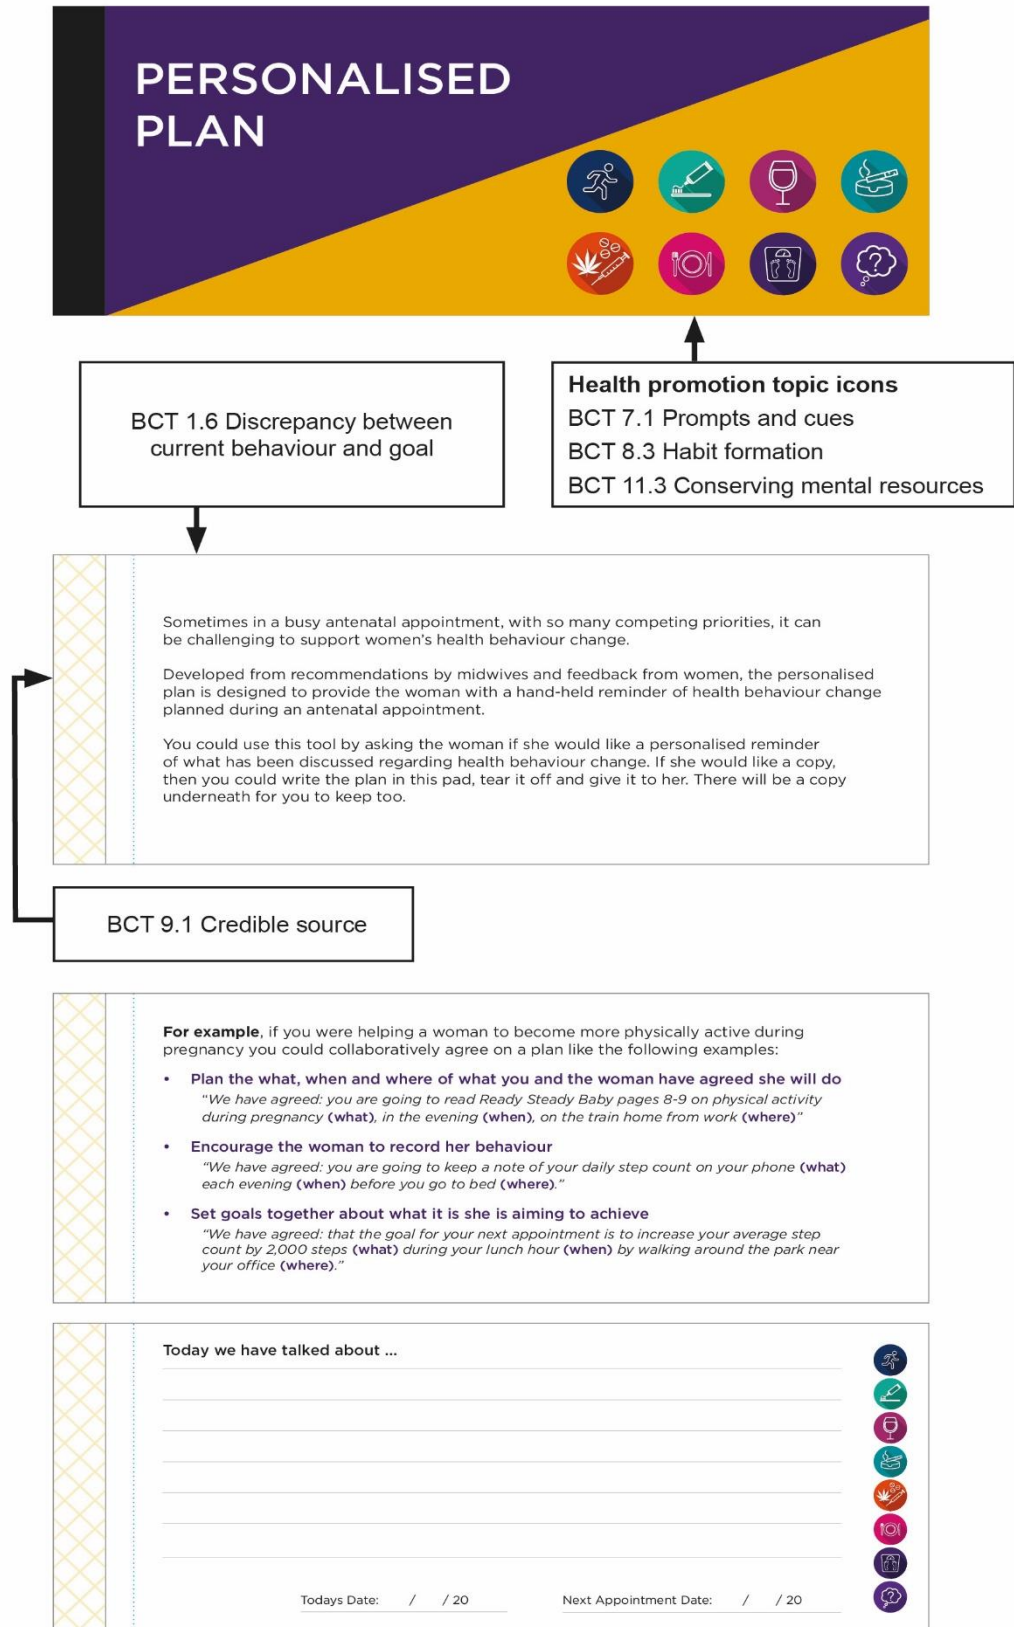 PERSONALISED
PLAN
BCT 1.6 Discrepancy between
current behaviour and goal
Health promotion topic icons
BCT 7.1 Prompts and cues
BCT 8.3 Habit formation
BCT 11.3 Conserving mental resources
Sometimes in a busy antenatal appointment, with so many competing priorities, it can
be challenging to support women's health behaviour change.
Developed from recommendations by midwives and feedback from women, the personalised
plan is designed to provide the woman with a hand-held reminder of health behaviour change
planned during an antenatal appointment.
You could use this tool by asking the woman if she would like a personalised reminder
of what has been discussed regarding health behaviour change. If she would like a copy,
then you could write the plan in this pad, tear it off and give it to her. There will be a copy
underneath for you to keep too.
BCT 9.1 Credible source
For example, if you were helping a woman to become more physically active during
pregnancy you could collaboratively agree on a plan like the following examples:
• Plan the what, when and where of what you and the woman have agreed she will do
"We have agreed: you are going to read Ready Steady Baby pages 8-9 on physical activity
during pregnancy (what), in the evening (when), on the train home from work (where)"
• Encourage the woman to record her behaviour
"We have agreed: you are going to keep a note of your daily step count on your phone (what)
each evening (when) before you go to bed (where)."
• Set goals together about what it is she is aiming to achieve
"We have agreed: that the goal for your next appointment is to increase your average step
count by 2,000 steps (what) during your lunch hour (when) by walking around the park near
your office (where)."
Today we have talked about ...
Todays Date: / / 20 Next Appointment Date: / / 20